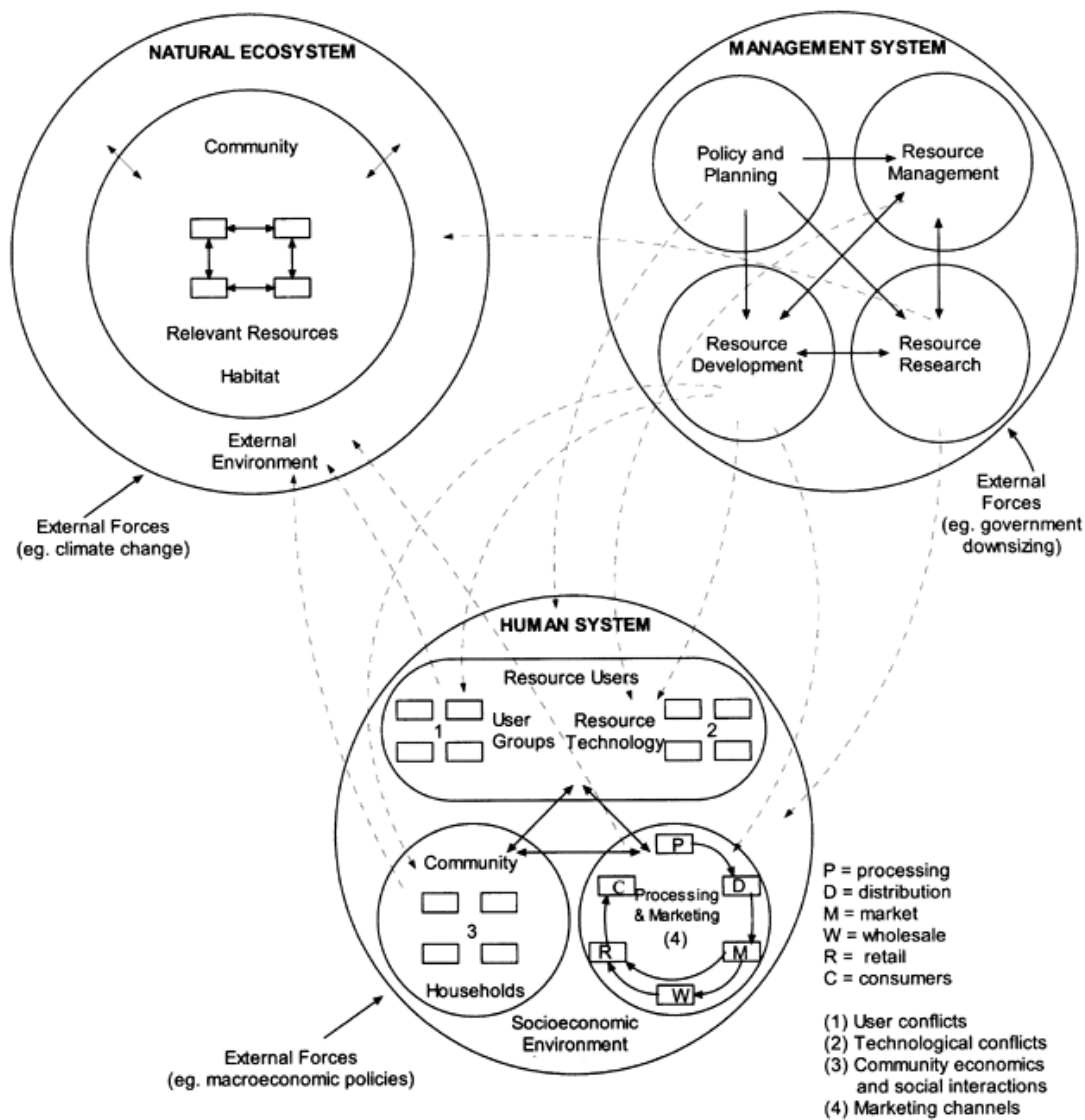 NATURAL ECOSYSTEM
Community
Relevant Resources
Habitat
External
Environment
External Forces
(eg. climate change)
MANAGEMENT SYSTEM
Policy and
Planning
Resource
Management
Resource
Development
Resource
Research
External
Forces
(eg. government
downsizing)
HUMAN SYSTEM
Resource Users
1
User
Groups
Resource
Technology
2
Community
3
Households
P
D
M
W
R
C
Processing
& Marketing
(4)
Socioeconomic
Environment
External Forces
(eg. macroeconomic policies)
P = processing
D = distribution
M = market
W = wholesale
R = retail
C = consumers
(1) User conflicts
(2) Technological conflicts
(3) Community economics
and social interactions
(4) Marketing channels